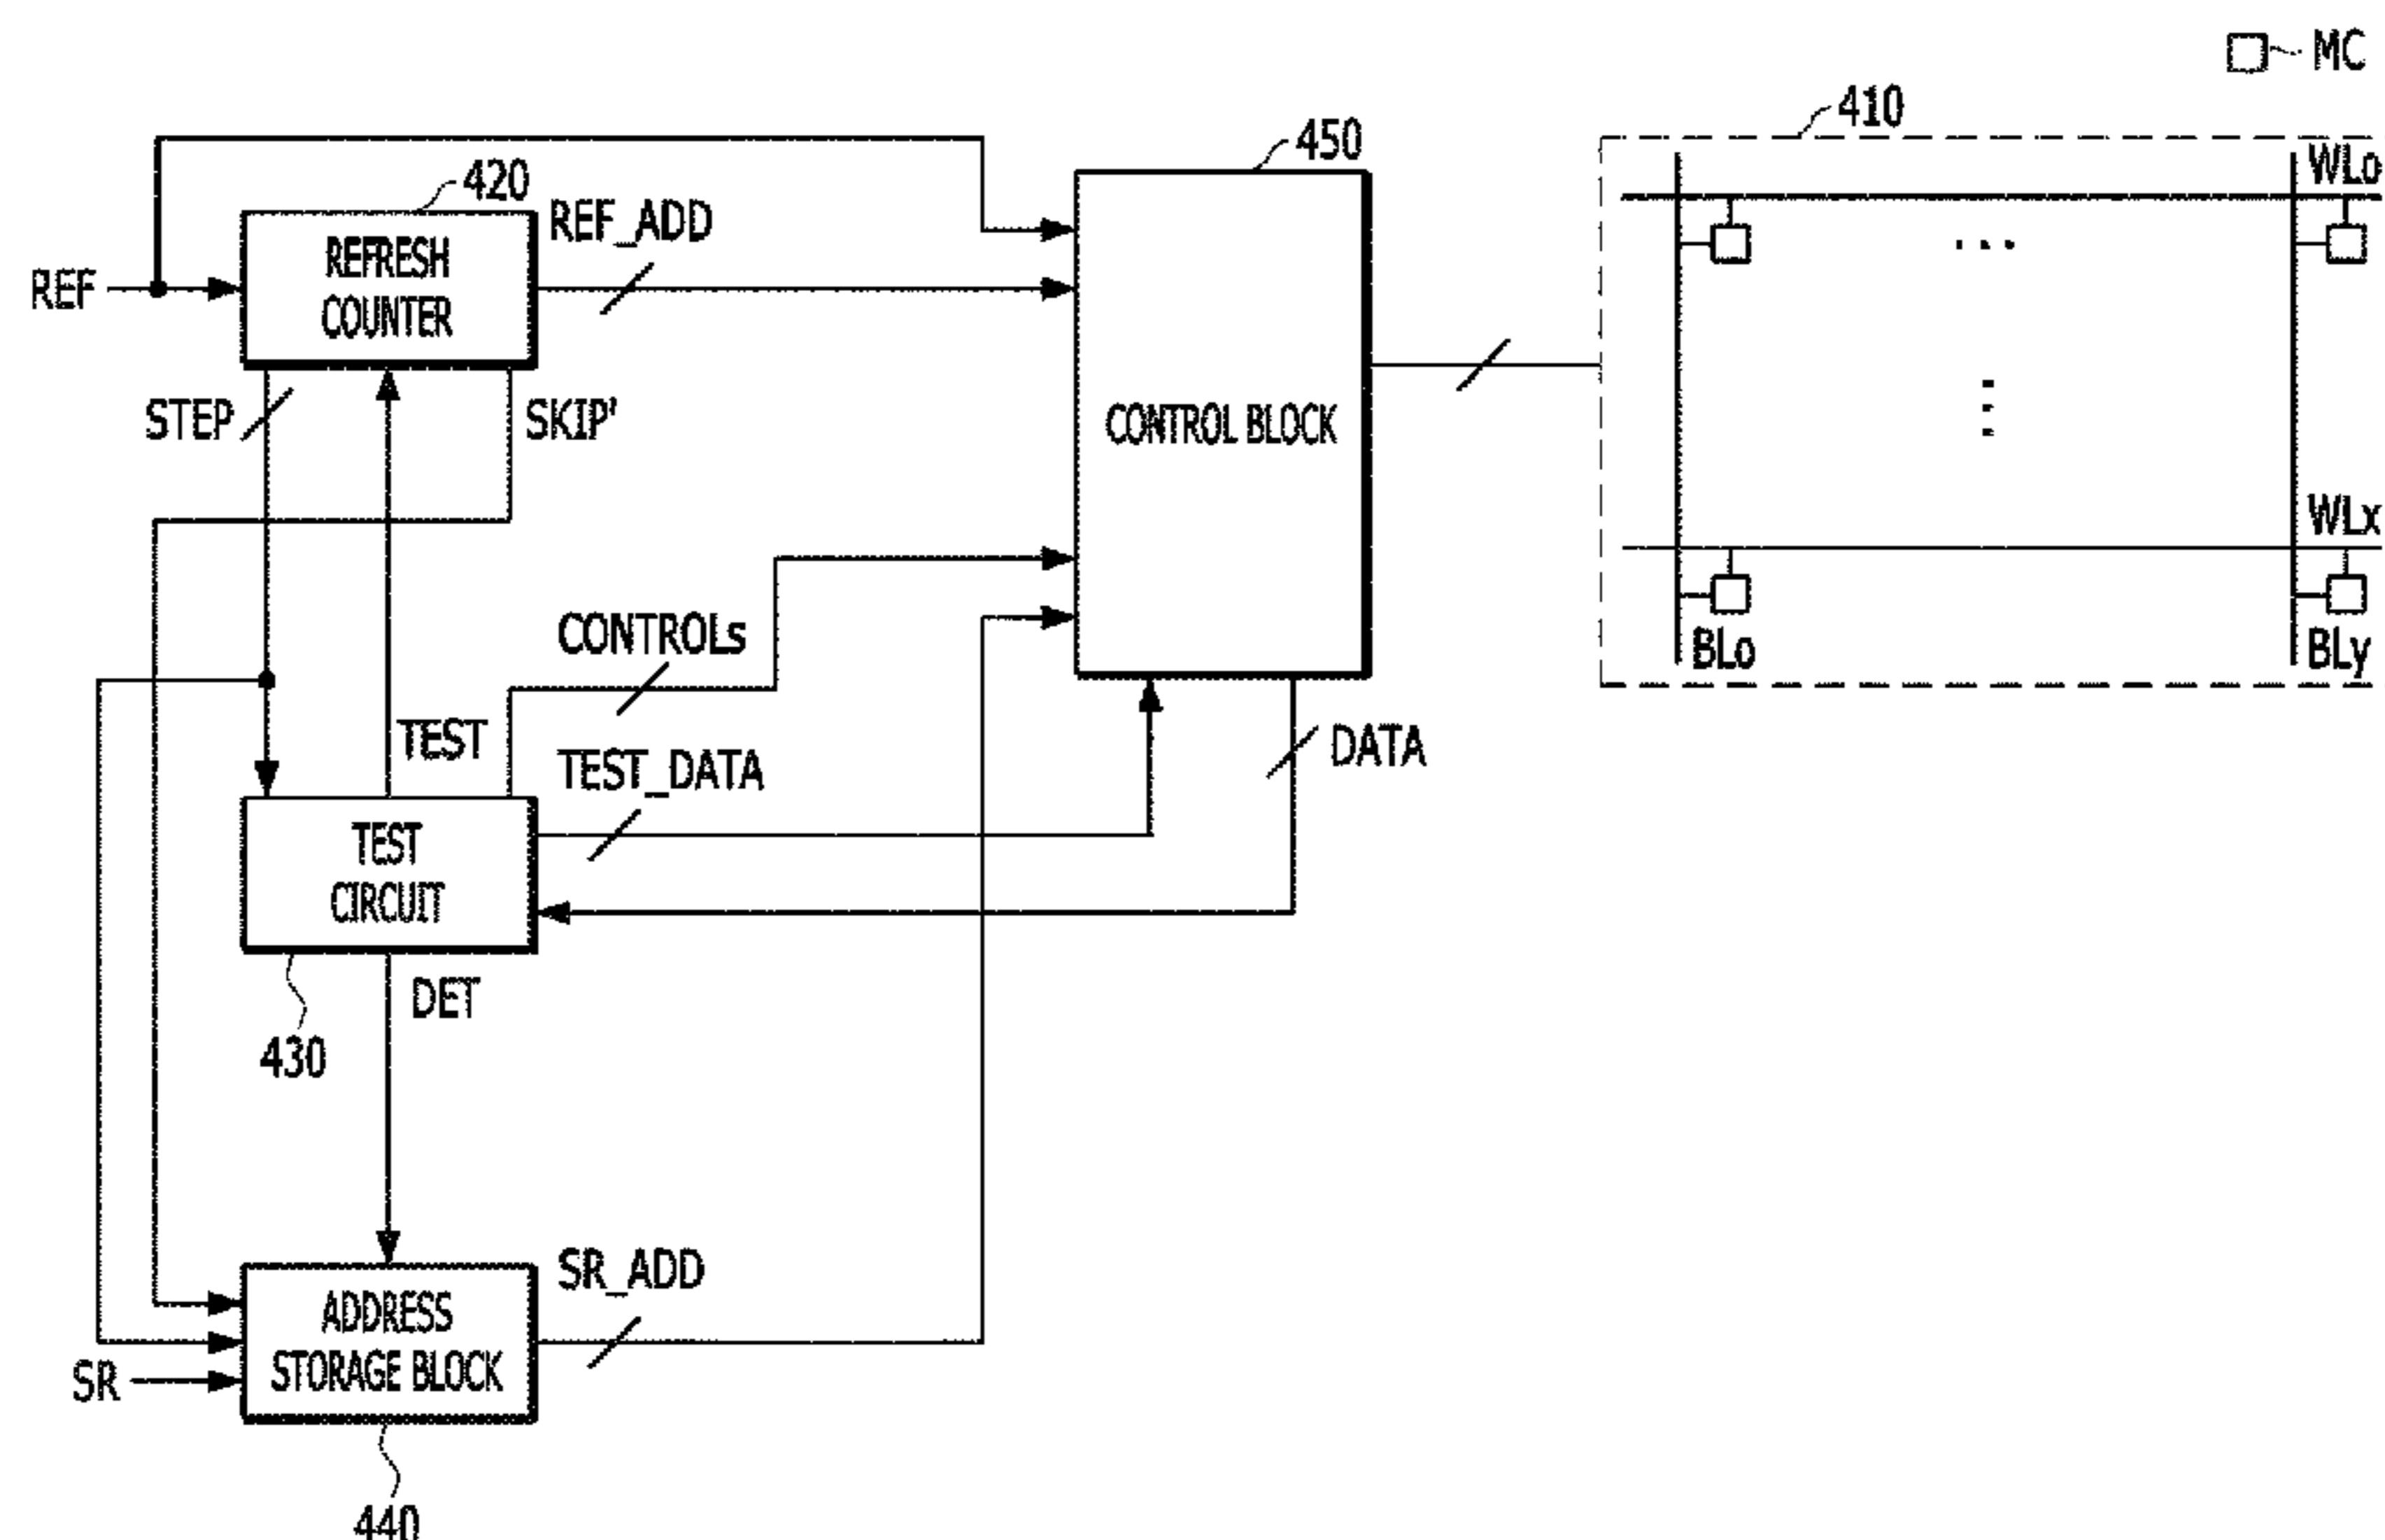 MC
410
450
WLo
420
REF_ADD
REFRESH
COUNTER
REF
STEP
SKIP'
CONTROL BLOCK
WLx
CONTROLs
BLo
BLy
TEST
TEST_DATA
DATA
TEST
CIRCUIT
DET
430
SR_ADD
ADDRESS
STORAGE BLOCK
SR
440